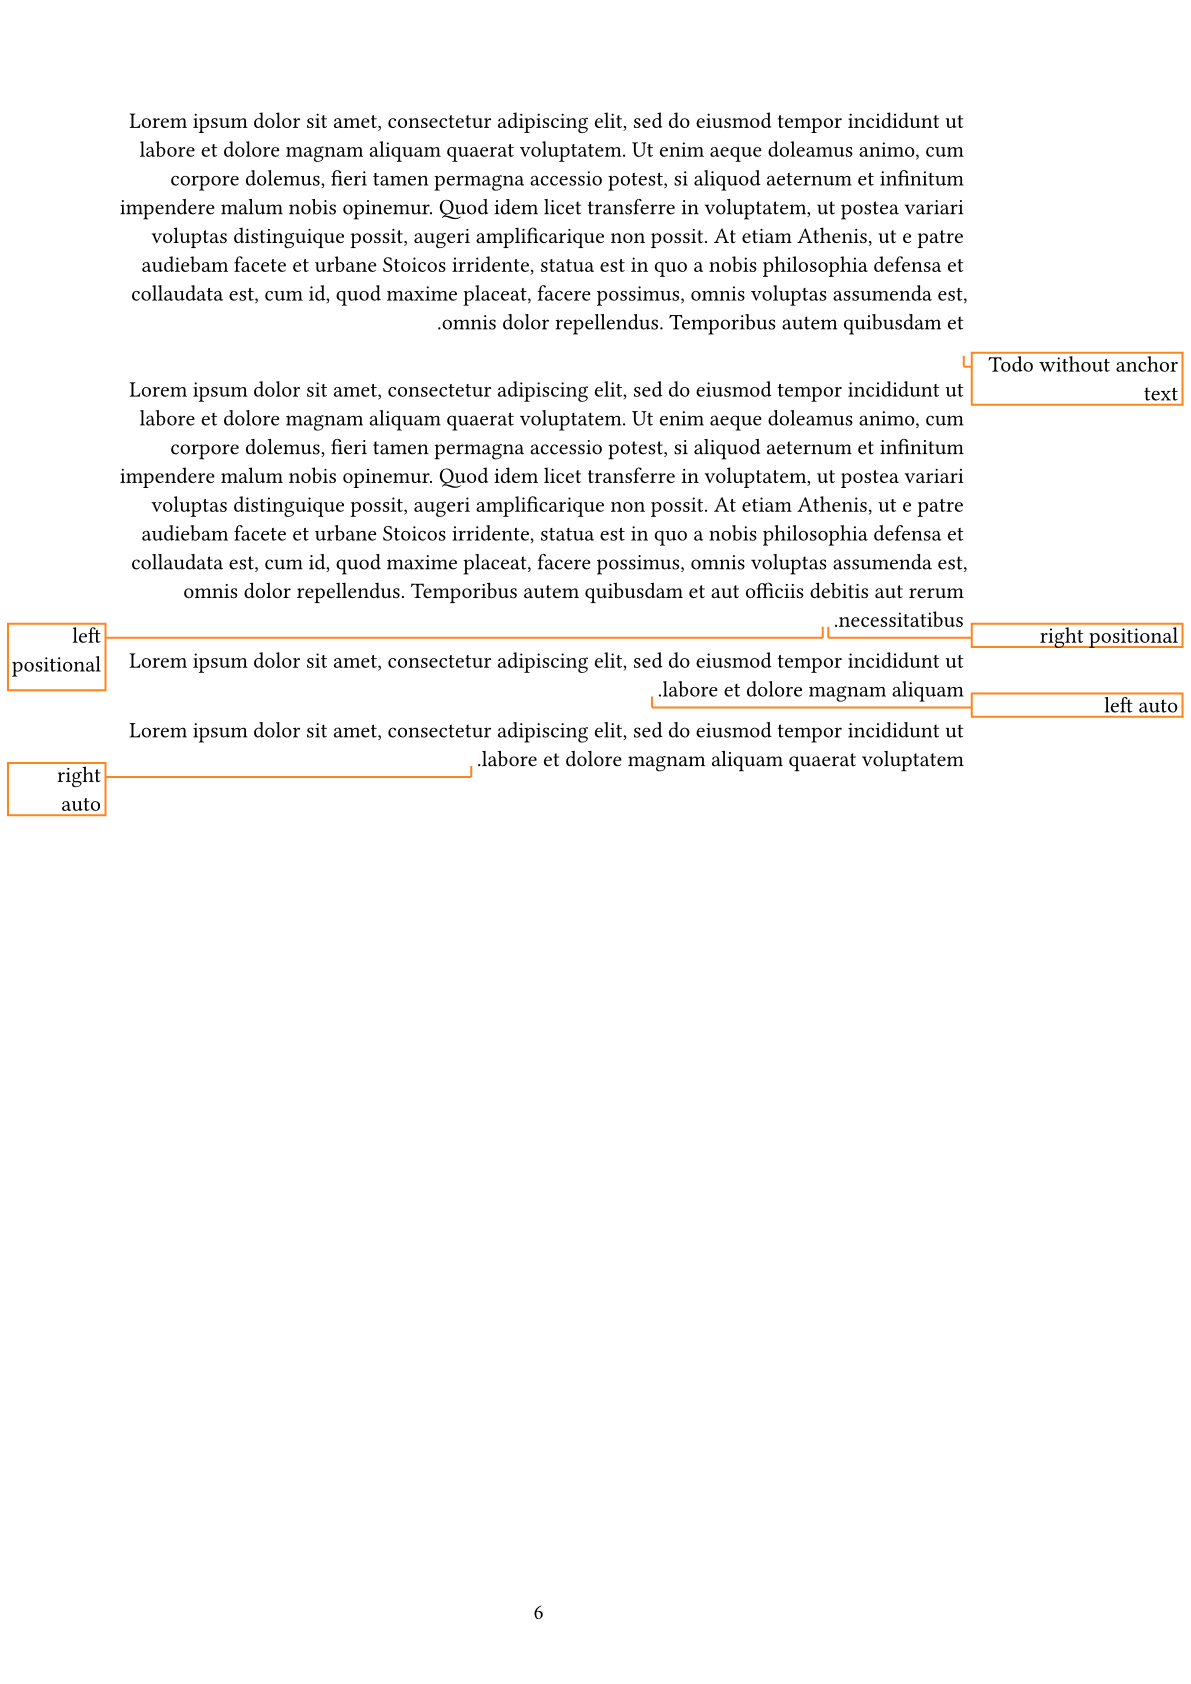 Lorem ipsum dolor sit amet, consectetur adipiscing elit, sed do eiusmod tempor incididunt ut
labore et dolore magnam aliquam quaerat voluptatem. Ut enim aeque doleamus animo, cum
corpore dolemus, fieri tamen permagna accessio potest, si aliquod aeternum et infinitum
impendere malum nobis opinemur. Quod idem licet transferre in voluptatem, ut postea variari
voluptas distinguique possit, augeri amplificarique non possit. At etiam Athenis, ut e patre
audiebam facete et urbane Stoicos irridente, statua est in quo a nobis philosophia defensa et
collaudata est, cum id, quod maxime placeat, facere possimus, omnis voluptas assumenda est,
.omnis dolor repellendus. Temporibus autem quibusdam et
Todo without anchor
text
Lorem ipsum dolor sit amet, consectetur adipiscing elit, sed do eiusmod tempor incididunt ut
labore et dolore magnam aliquam quaerat voluptatem. Ut enim aeque doleamus animo, cum
corpore dolemus, fieri tamen permagna accessio potest, si aliquod aeternum et infinitum
impendere malum nobis opinemur. Quod idem licet transferre in voluptatem, ut postea variari
voluptas distinguique possit, augeri amplificarique non possit. At etiam Athenis, ut e patre
audiebam facete et urbane Stoicos irridente, statua est in quo a nobis philosophia defensa et
collaudata est, cum id, quod maxime placeat, facere possimus, omnis voluptas assumenda est,
omnis dolor repellendus. Temporibus autem quibusdam et aut officiis debitis aut rerum
.necessitatibus
left
positional
right positional
Lorem ipsum dolor sit amet, consectetur adipiscing elit, sed do eiusmod tempor incididunt ut
.labore et dolore magnam aliquam
left auto
Lorem ipsum dolor sit amet, consectetur adipiscing elit, sed do eiusmod tempor incididunt ut
.labore et dolore magnam aliquam quaerat voluptatem
right
auto
6